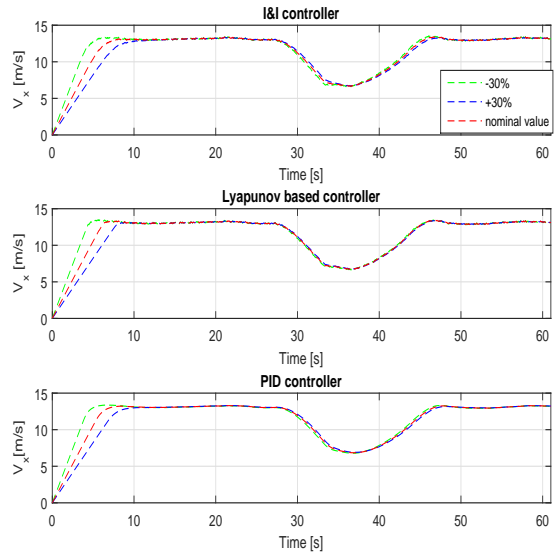 I&I controller
15
10
5
0
V_x [m/s]
0 10 20 30 40 50 60
Time [s]
-30%
+30%
nominal value
Lyapunov based controller
15
10
5
0
V_x [m/s]
0 10 20 30 40 50 60
Time [s]
PID controller
15
10
5
0
V_x[m/s]
0 10 20 30 40 50 60
Time [s]